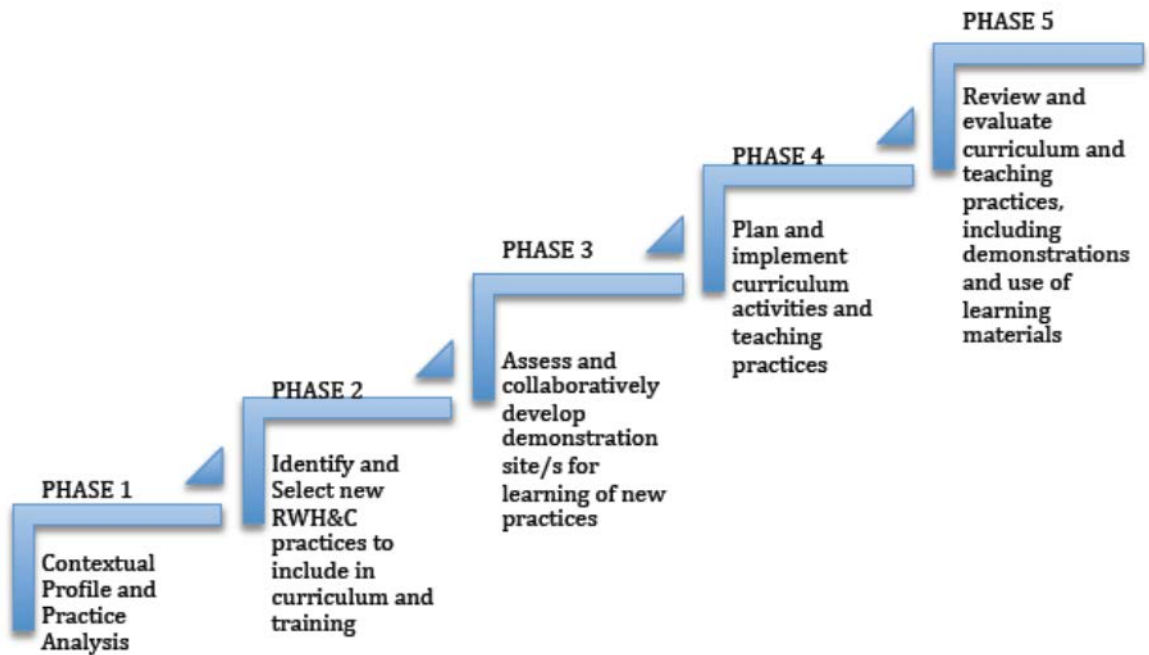 PHASE 1
Contextual
Profile and
Practice
Analysis
PHASE 2
Identify and
Select new
RWH&C
practices to
include in
curriculum and
training
PHASE 3
Assess and
collaboratively
develop
demonstration
site/s for
learning of new
practices
PHASE 4
Plan and
implement
curriculum
activities and
teaching
practices
PHASE 5
Review and
evaluate
curriculum and
teaching
practices,
including
demonstrations
and use of
learning
materials